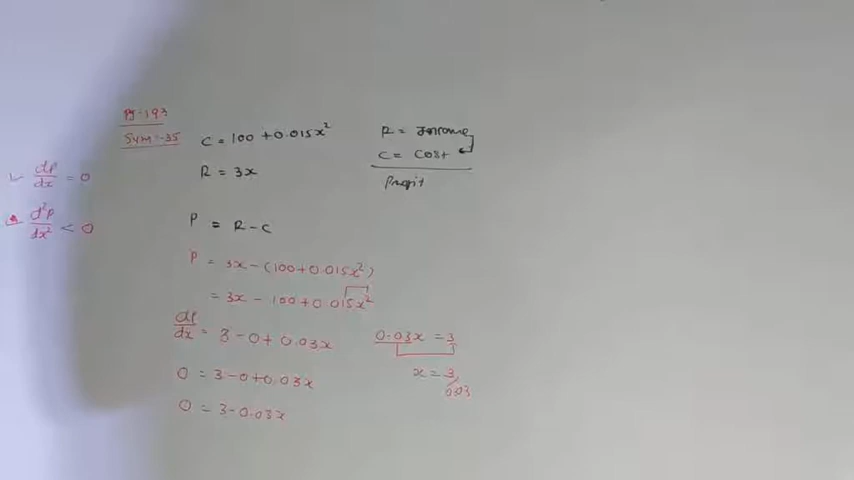 Pg-193
Sum-35
C = 100 + 0.015x²
R = 3x
R = Income
C = Cost
Profit
dp/dx = 0
d²p/dx² < 0
P = R - C
P = 3x - (100 + 0.015x²)
= 3x - 100 + 0.015x²
dp/dx = 3 - 0 + 0.03x
0 = 3 - 0 + 0.03x
0 = 3 - 0.03x
0.03x = 3
x = 3/0.03